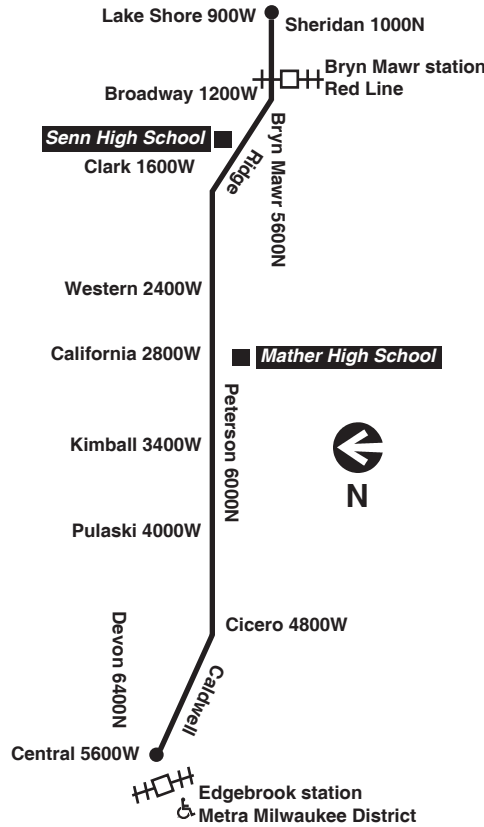 Lake Shore 900W
Sheridan 1000N
Bryn Mawr station
Red Line
Broadway 1200W
Bryn Mawr 5600N
Senn High School
Ridge
Clark 1600W
Western 2400W
California 2800W
Mather High School
Peterson 6000N
Kimball 3400W
N
Pulaski 4000W
Cicero 4800W
Devon 6400N
Caldwell
Central 5600W
Edgebrook station
Metra Milwaukee District